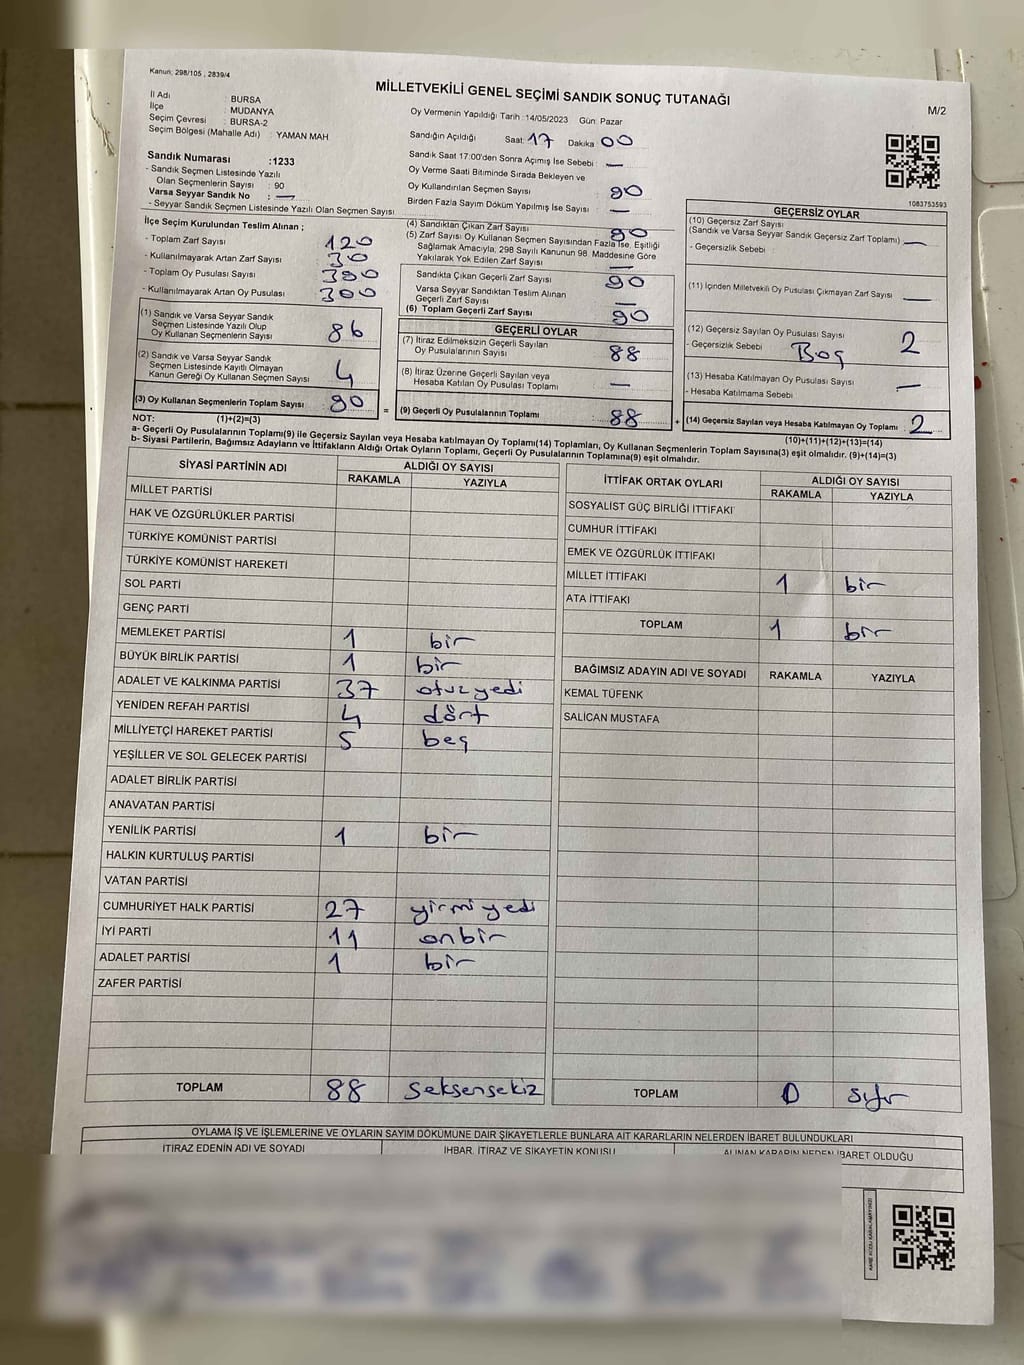 Kanun; 298/105 , 2839/4
MİLLETVEKİLİ GENEL SEÇİMİ SANDIK SONUÇ TUTANAĞI
M/2
İl Adı : BURSA
İlçe : MUDANYA
Seçim Çevresi : BURSA-2
Seçim Bölgesi (Mahalle Adı) : YAMAN MAH
Oy Vermenin Yapıldığı Tarih :14/05/2023 Gün: Pazar
Sandığın Açıldığı Saat: 17 Dakika: 00
Sandık Saat 17:00'den Sonra Açımış İse Sebebi : —
Oy Verme Saati Bitiminde Sırada Bekleyen ve
Oy Kullandırılan Seçmen Sayısı 90
Birden Fazla Sayım Döküm Yapılmış İse Sayısı —
Sandık Numarası :1233
- Sandık Seçmen Listesinde Yazılı
Olan Seçmenlerin Sayısı : 90
Varsa Seyyar Sandık No : —
- Seyyar Sandık Seçmen Listesinde Yazılı Olan Seçmen Sayısı
1083753593
İlçe Seçim Kurulundan Teslim Alınan ;
- Toplam Zarf Sayısı 120
- Kullanılmayarak Artan Zarf Sayısı 30
- Toplam Oy Pusulası Sayısı 390
- Kullanılmayarak Artan Oy Pusulası 300
(1) Sandık ve Varsa Seyyar Sandık
Seçmen Listesinde Yazılı Olup
Oy Kullanan Seçmenlerin Sayısı 86
(2) Sandık ve Varsa Seyyar Sandık
Seçmen Listesinde Kayıtlı Olmayan
Kanun Gereği Oy Kullanan Seçmen Sayısı 4
(3) Oy Kullanan Seçmenlerin Toplam Sayısı 90
(4) Sandıktan Çıkan Zarf Sayısı 90
(5) Zarf Sayısı Oy Kullanan Seçmen Sayısından Fazla İse, Eşitliği
Sağlamak Amacıyla, 298 Sayılı Kanunun 98. Maddesine Göre
Yakılarak Yok Edilen Zarf Sayısı —
Sandıkta Çıkan Geçerli Zarf Sayısı 90
Varsa Seyyar Sandıktan Teslim Alınan
Geçerli Zarf Sayısı —
(6) Toplam Geçerli Zarf Sayısı 90
GEÇERLİ OYLAR
(7) İtiraz Edilmeksizin Geçerli Sayılan
Oy Pusulalarının Sayısı 88
(8) İtiraz Üzerine Geçerli Sayılan veya
Hesaba Katılan Oy Pusulası Toplamı —
= (9) Geçerli Oy Pusulalarının Toplamı : 88 +
GEÇERSİZ OYLAR
(10) Geçersiz Zarf Sayısı
(Sandık ve Varsa Seyyar Sandık Geçersiz Zarf Toplamı) —
- Geçersizlik Sebebi
(11) İçinden Milletvekili Oy Pusulası Çıkmayan Zarf Sayısı —
(12) Geçersiz Sayılan Oy Pusulası Sayısı 2
- Geçersizlik Sebebi Boş
(13) Hesaba Katılmayan Oy Pusulası Sayısı —
- Hesaba Katılmama Sebebi
(14) Geçersiz Sayılan veya Hesaba Katılmayan Oy Toplamı : 2
NOT: (1)+(2)=(3) (10)+(11)+(12)+(13)=(14)
a- Geçerli Oy Pusulalarının Toplamı(9) ile Geçersiz Sayılan veya Hesaba katılmayan Oy Toplamı(14) Toplamları, Oy Kullanan Seçmenlerin Toplam Sayısına(3) eşit olmalıdır. (9)+(14)=(3)
b- Siyasi Partilerin, Bağımsız Adayların ve İttifakların Aldığı Ortak Oyların Toplamı, Geçerli Oy Pusulalarının Toplamına(9) eşit olmalıdır.
SİYASİ PARTİNİN ADI ALDIĞI OY SAYISI
RAKAMLA YAZIYLA
MİLLET PARTİSİ
HAK VE ÖZGÜRLÜKLER PARTİSİ
TÜRKİYE KOMÜNİST PARTİSİ
TÜRKİYE KOMÜNİST HAREKETİ
SOL PARTİ
GENÇ PARTİ
MEMLEKET PARTİSİ 1 bir
BÜYÜK BİRLİK PARTİSİ 1 bir
ADALET VE KALKINMA PARTİSİ 37 otuzyedi
YENİDEN REFAH PARTİSİ 4 dört
MİLLİYETÇİ HAREKET PARTİSİ 5 beş
YEŞİLLER VE SOL GELECEK PARTİSİ
ADALET BİRLİK PARTİSİ
ANAVATAN PARTİSİ
YENİLİK PARTİSİ 1 bir
HALKIN KURTULUŞ PARTİSİ
VATAN PARTİSİ
CUMHURİYET HALK PARTİSİ 27 yirmi yedi
İYİ PARTİ 11 onbir
ADALET PARTİSİ 1 bir
ZAFER PARTİSİ
TOPLAM 88 seksensekiz
İTTİFAK ORTAK OYLARI ALDIĞI OY SAYISI
RAKAMLA YAZIYLA
SOSYALIST GÜÇ BİRLİĞİ İTTİFAKI
CUMHUR İTTİFAKI
EMEK VE ÖZGÜRLÜK İTTİFAKI
MİLLET İTTİFAKI 1 bir
ATA İTTİFAKI
TOPLAM 1 bir
BAĞIMSIZ ADAYIN ADI VE SOYADI RAKAMLA YAZIYLA
KEMAL TÜFENK
SALİCAN MUSTAFA
TOPLAM 0 sıfır
OYLAMA İŞ VE İŞLEMLERİNE VE OYLARIN SAYIM DÖKÜMÜNE DAİR ŞİKAYETLERLE BUNLARA AİT KARARLARIN NELERDEN İBARET BULUNDUKLARI
İTİRAZ EDENİN ADI VE SOYADI İHBAR, İTİRAZ VE ŞİKAYETİN KONUSU ALINAN KARARIN NEDEN İBARET OLDUĞU